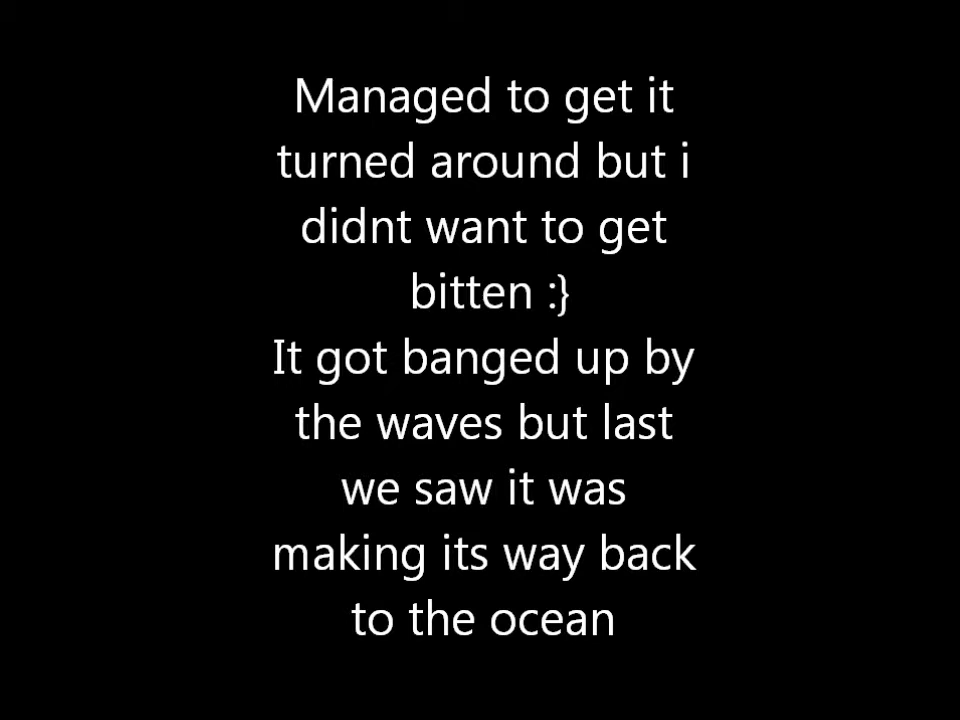 Managed to get it
turned around but i
didnt want to get
bitten :}
It got banged up by
the waves but last
we saw it was
making its way back
to the ocean